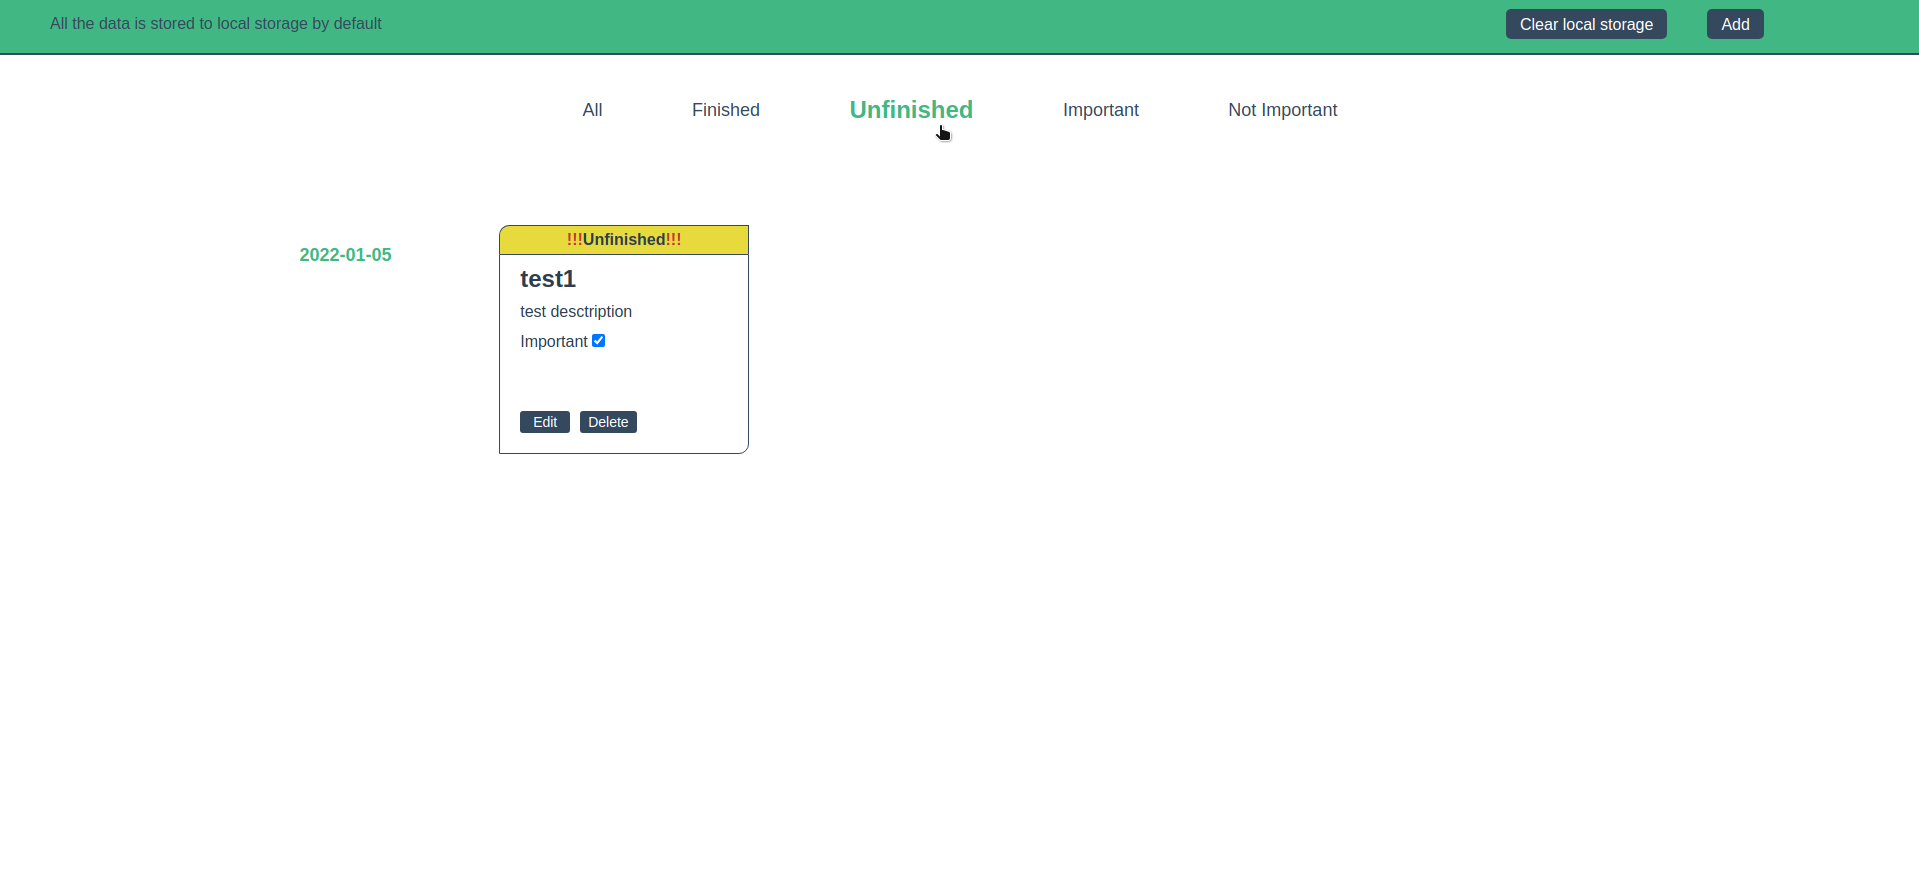 All the data is stored to local storage by default
Clear local storage
Add
All
Finished
Unfinished
Important
Not Important
2022-01-05
!!!Unfinished!!!
test1
test desctription
Important
Edit
Delete